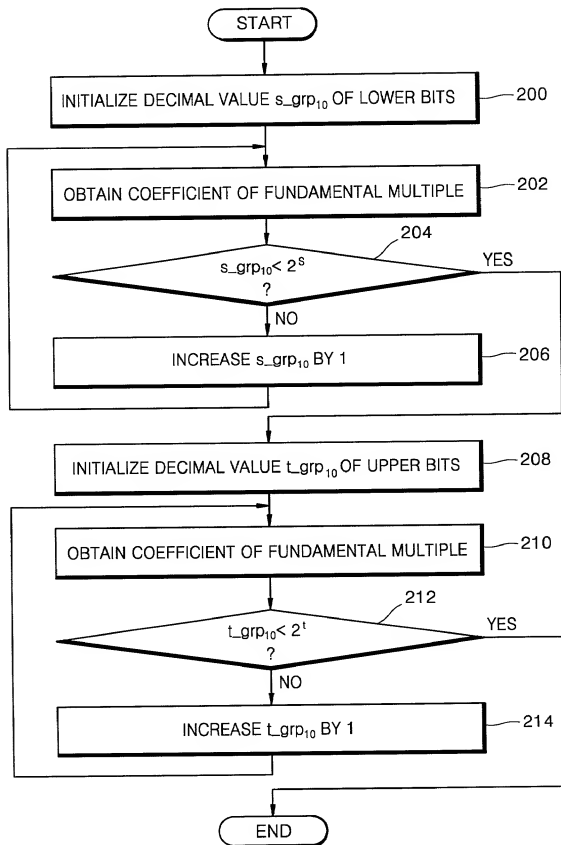 START
INITIALIZE DECIMAL VALUE s_grp₁₀ OF LOWER BITS
200
OBTAIN COEFFICIENT OF FUNDAMENTAL MULTIPLE
202
204
s_grp₁₀ < 2ˢ
?
YES
NO
INCREASE s_grp₁₀ BY 1
206
INITIALIZE DECIMAL VALUE t_grp₁₀ OF UPPER BITS
208
OBTAIN COEFFICIENT OF FUNDAMENTAL MULTIPLE
210
212
t_grp₁₀ < 2ᵗ
?
YES
NO
INCREASE t_grp₁₀ BY 1
214
END